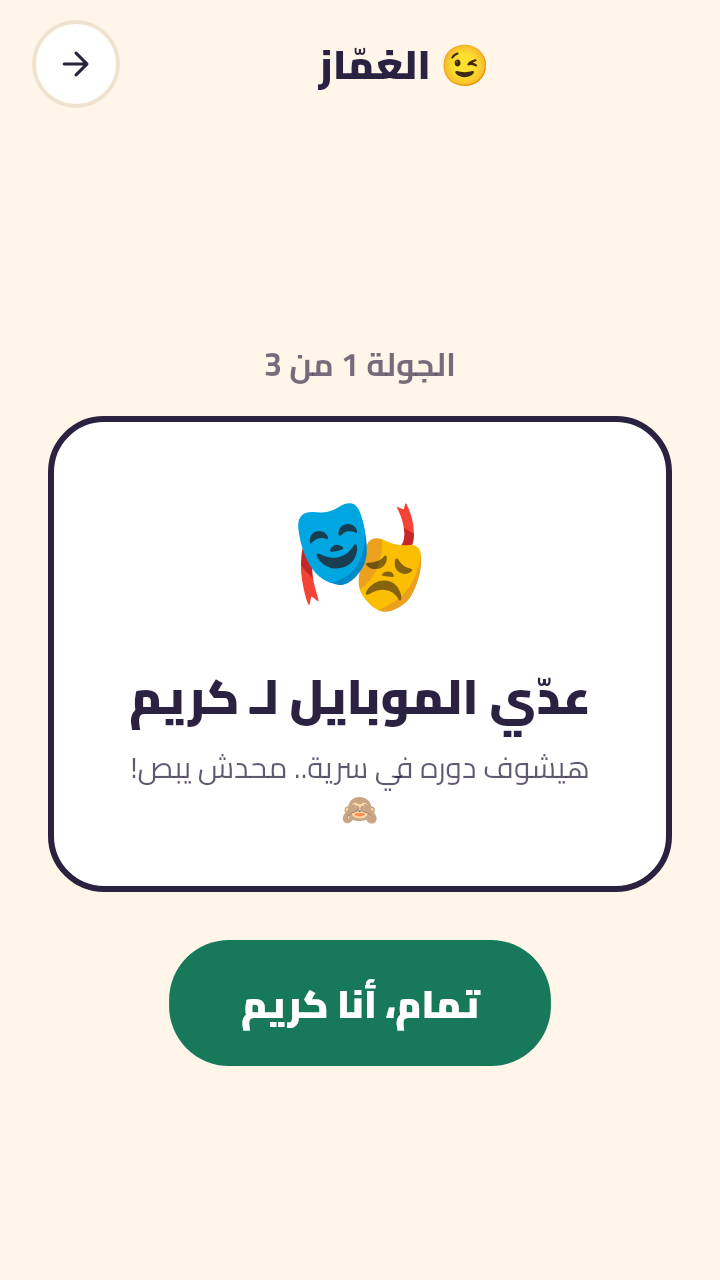 😉 الغمّاز
الجولة 1 من 3
عدّي الموبايل لـ كريم
هيشوف دوره في سرية.. محدش يبص!
🙈
تمام، أنا كريم